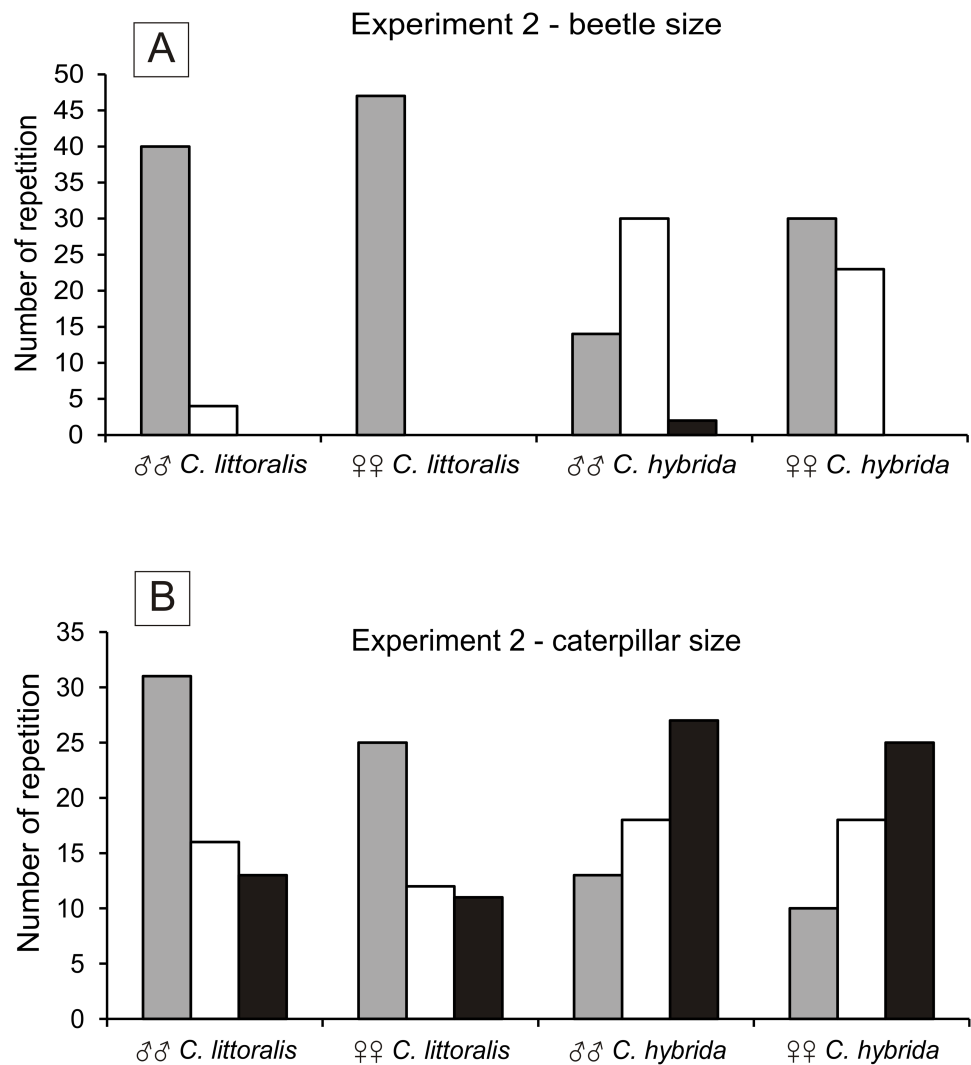 Experiment 2 - beetle size
A
Number of repetition
50
45
40
35
30
25
20
15
10
5
0
♂♂ C. littoralis
♀♀ C. littoralis
♂♂ C. hybrida
♀♀ C. hybrida
B
Experiment 2 - caterpillar size
Number of repetition
35
30
25
20
15
10
5
0
♂♂ C. littoralis
♀♀ C. littoralis
♂♂ C. hybrida
♀♀ C. hybrida